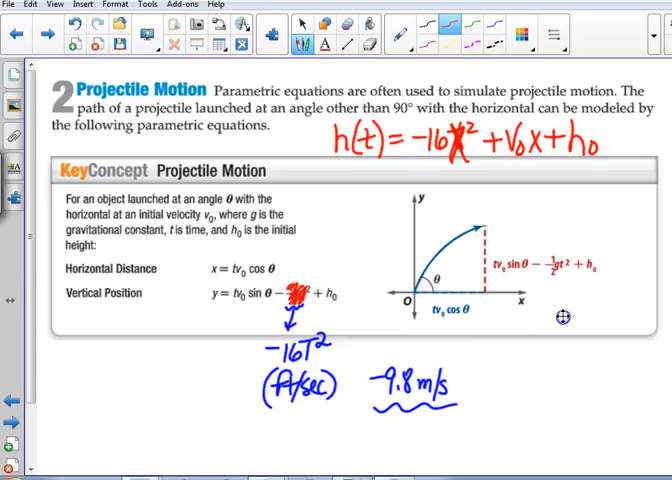 File Edit View Insert Format Tools Add-ons Help
2 Projectile Motion Parametric equations are often used to simulate projectile motion. The
path of a projectile launched at an angle other than 90° with the horizontal can be modeled by
the following parametric equations.
h(t) = -16x² + V₀x + h₀
KeyConcept Projectile Motion
For an object launched at an angle θ with the
horizontal at an initial velocity v₀, where g is the
gravitational constant, t is time, and h₀ is the initial
height:
Horizontal Distance x = tv₀ cos θ
Vertical Position y = tv₀ sin θ − + h₀
y
θ
O
x
tv₀ cos θ
tv₀ sin θ − 1/2 gt² + h₀
-16T²
(ft/sec)
-9.8 m/s